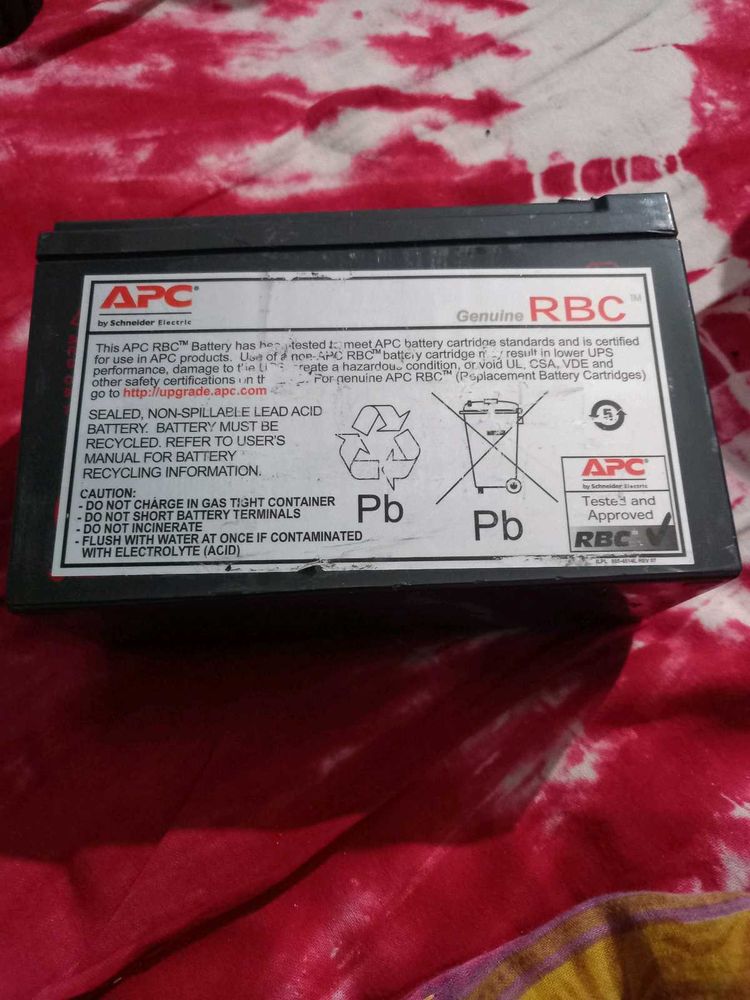 APC®
by Schneider Electric
Genuine RBC™
This APC RBC™ Battery has tested to meet APC battery cartridge standards and is certified
for use in APC products. Use of a non-APC RBC™ battery cartridge may result in lower UPS
performance, damage to the UPS, create a hazardous condition, or void UL, CSA, VDE and
other safety certifications on For genuine APC RBC™ (Replacement Battery Cartridges)
go to http://upgrade.apc.com
SEALED, NON-SPILLABLE LEAD ACID
BATTERY. BATTERY MUST BE
RECYCLED. REFER TO USER'S
MANUAL FOR BATTERY
RECYCLING INFORMATION.
CAUTION:
- DO NOT CHARGE IN GAS TIGHT CONTAINER
- DO NOT SHORT BATTERY TERMINALS
- DO NOT INCINERATE
- FLUSH WITH WATER AT ONCE IF CONTAMINATED
WITH ELECTROLYTE (ACID)
Pb
Pb
5
APC®
by Schneider Electric
Tested and
Approved
RBC